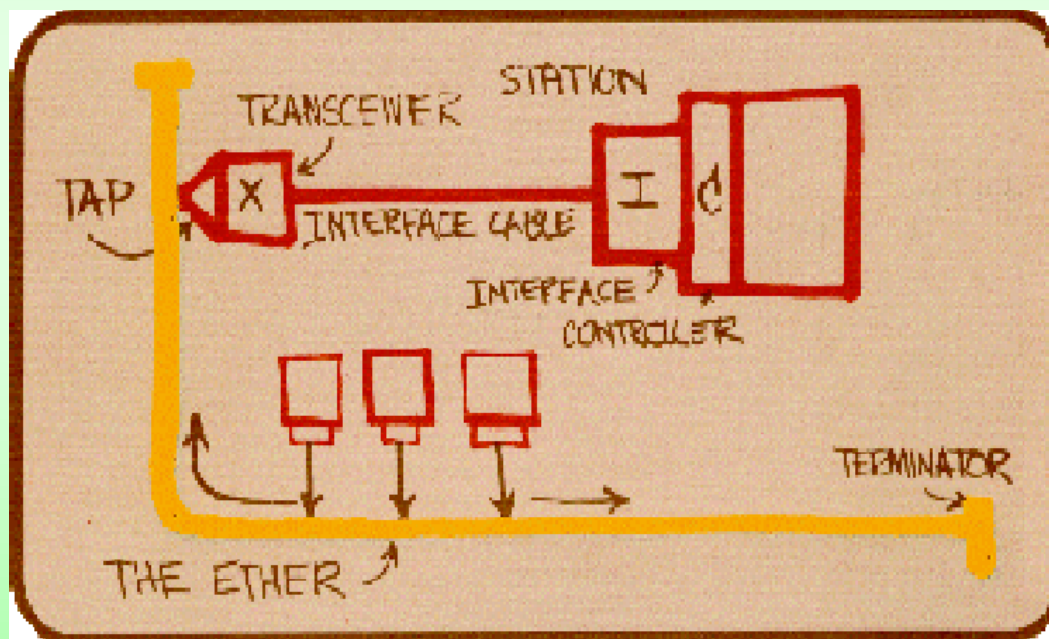 STATION
TRANSCEIVER
TAP
X
I
C
INTERFACE CABLE
INTERFACE
CONTROLLER
TERMINATOR
THE ETHER